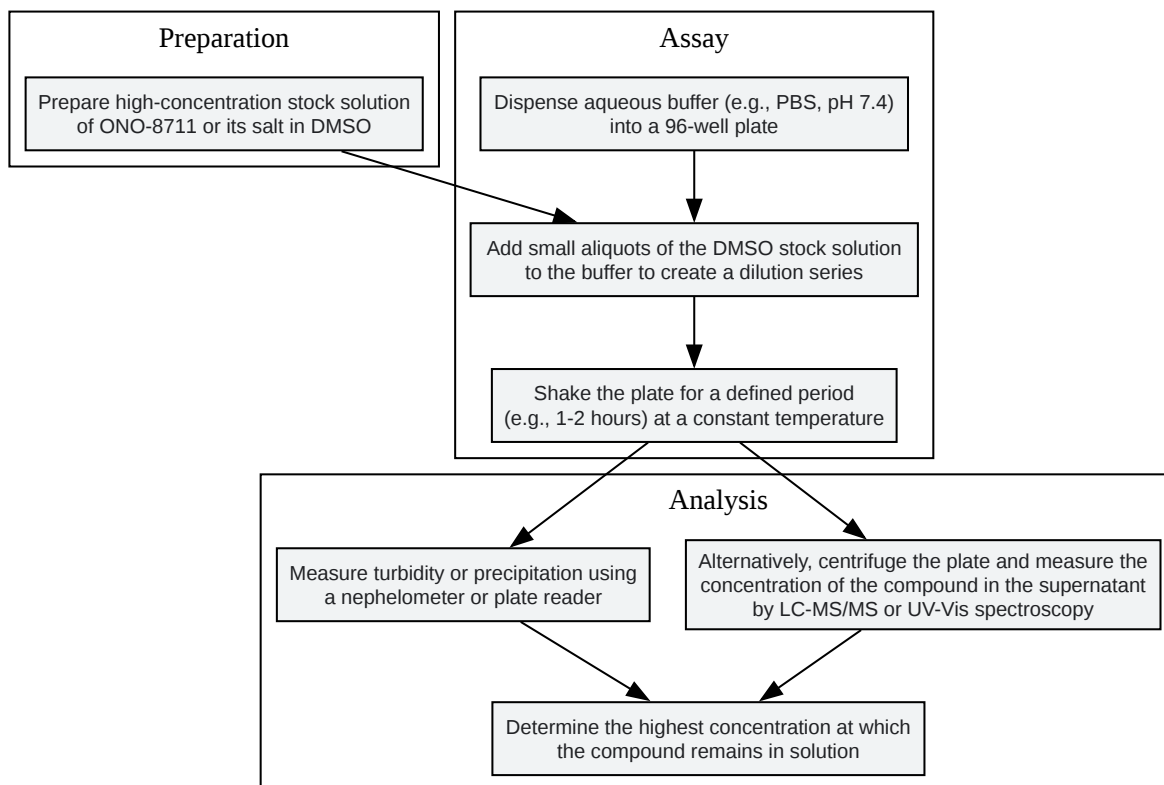 Preparation
Prepare high-concentration stock solution
of ONO-8711 or its salt in DMSO
Assay
Dispense aqueous buffer (e.g., PBS, pH 7.4)
into a 96-well plate
Add small aliquots of the DMSO stock solution
to the buffer to create a dilution series
Shake the plate for a defined period
(e.g., 1-2 hours) at a constant temperature
Analysis
Measure turbidity or precipitation using
a nephelometer or plate reader
Alternatively, centrifuge the plate and measure the
concentration of the compound in the supernatant
by LC-MS/MS or UV-Vis spectroscopy
Determine the highest concentration at which
the compound remains in solution